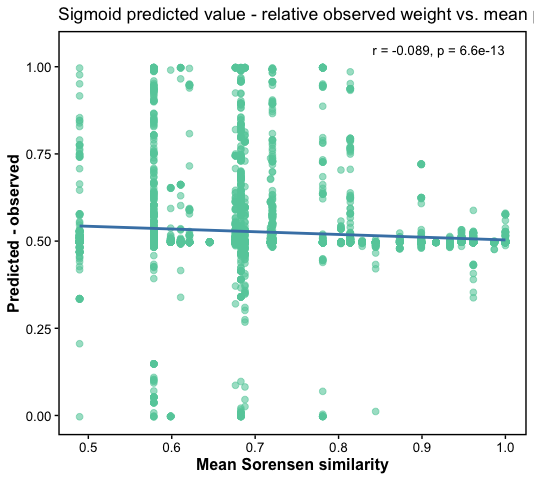 Sigmoid predicted value - relative observed weight vs. mean
r = -0.089, p = 6.6e-13
1.00
0.75
0.50
0.25
0.00
Predicted - observed
0.5 0.6 0.7 0.8 0.9 1.0
Mean Sorensen similarity